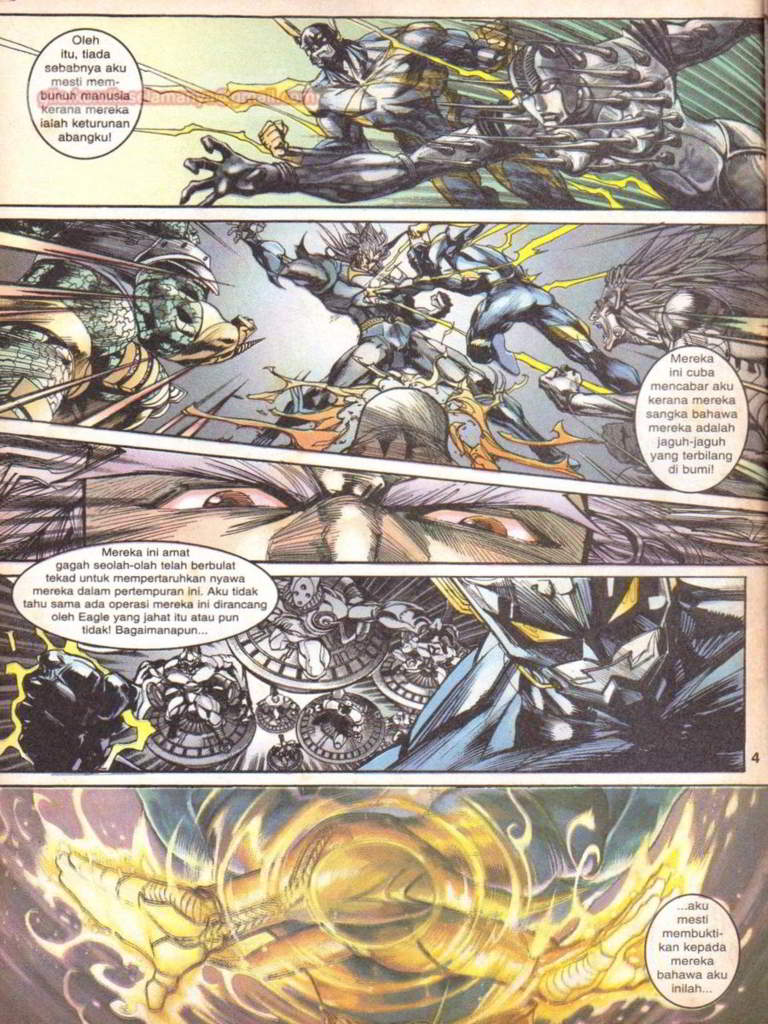 Oleh
itu, tiada
sebabnya aku
mesti mem-
bunuh manusia
kerana mereka
ialah keturunan
abangku!
Mereka
ini cuba
mencabar aku
kerana mereka
sangka bahawa
mereka adalah
jaguh-jaguh
yang terbilang
di bumi!
Mereka ini amat
gagah seolah-olah telah berbulat
tekad untuk mempertaruhkan nyawa
mereka dalam pertempuran ini. Aku tidak
tahu sama ada operasi mereka ini dirancang
oleh Eagle yang jahat itu atau pun
tidak! Bagaimanapun...
4
...aku
mesti
membukti-
kan kepada
mereka
bahawa aku
inilah...